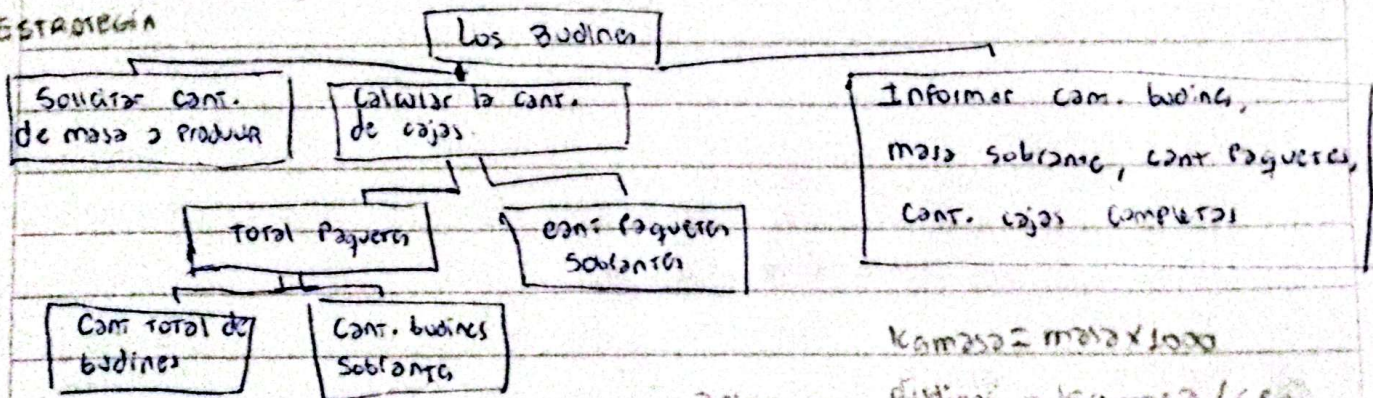 ESTRATEGIA
Los Budines
Solicitar cant.
de masa a producir
Calcular la cant.
de cajas.
Informar cant. budines,
masa sobrante, cant Paquetes,
cant. cajas completas
Total Paquetes
cant Paquetes
Sobrantes
Cant total de
budines
Cant. budines
Sobrantes
Kgmasa = masa x 1000